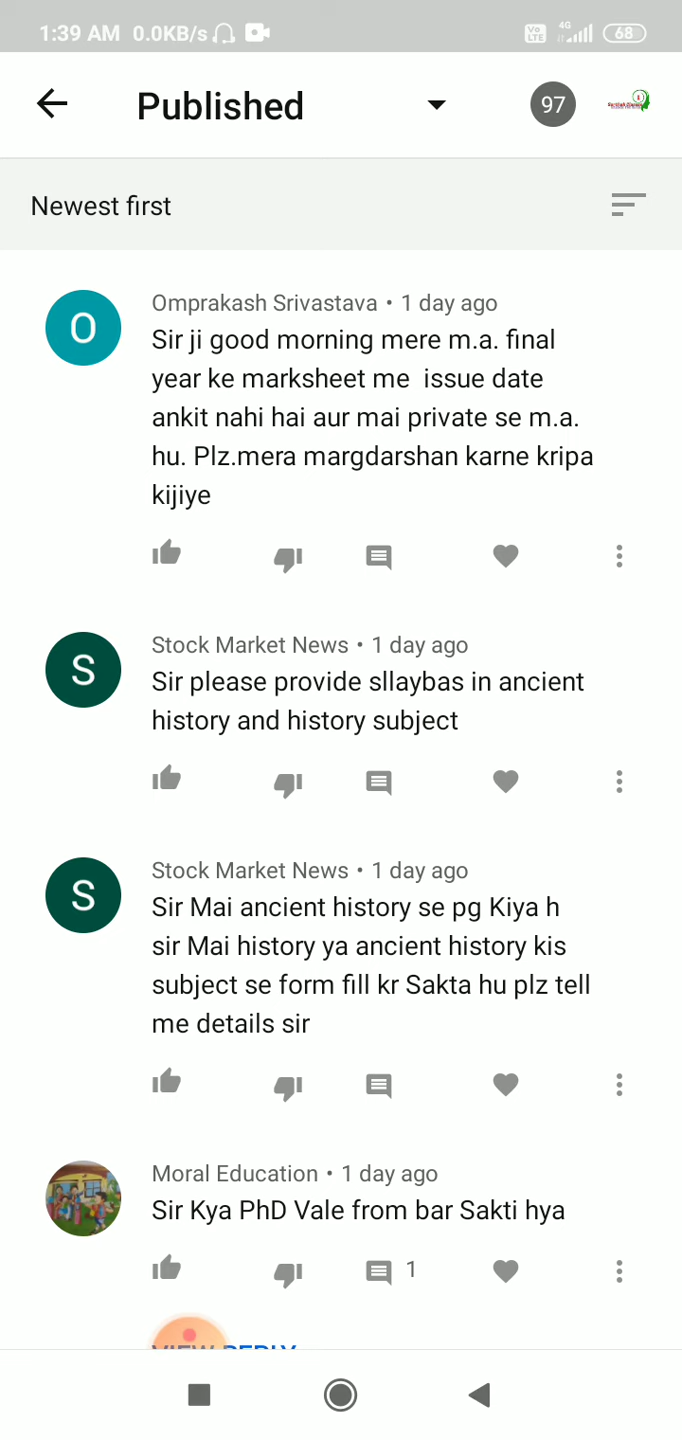 1:39 AM 0.0KB/s
Vo LTE 4G 68
Published
97
Newest first
O
Omprakash Srivastava • 1 day ago
Sir ji good morning mere m.a. final
year ke marksheet me issue date
ankit nahi hai aur mai private se m.a.
hu. Plz.mera margdarshan karne kripa
kijiye
S
Stock Market News • 1 day ago
Sir please provide sllaybas in ancient
history and history subject
S
Stock Market News • 1 day ago
Sir Mai ancient history se pg Kiya h
sir Mai history ya ancient history kis
subject se form fill kr Sakta hu plz tell
me details sir
Moral Education • 1 day ago
Sir Kya PhD Vale from bar Sakti hya
1
VIEW REPLY